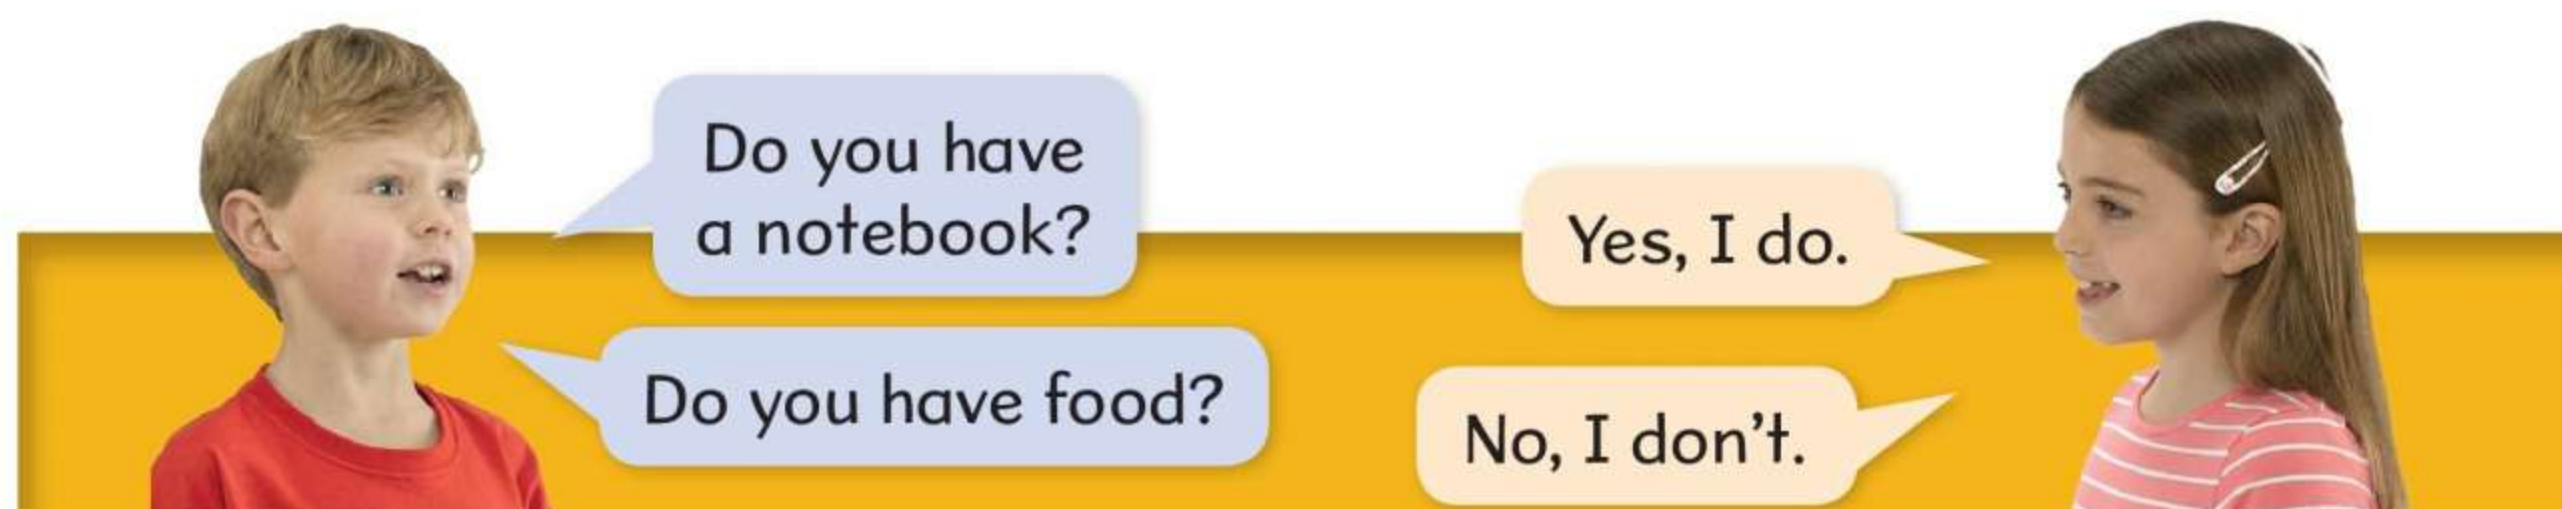 Do you have
a notebook?
Yes, I do.
Do you have food?
No, I don't.